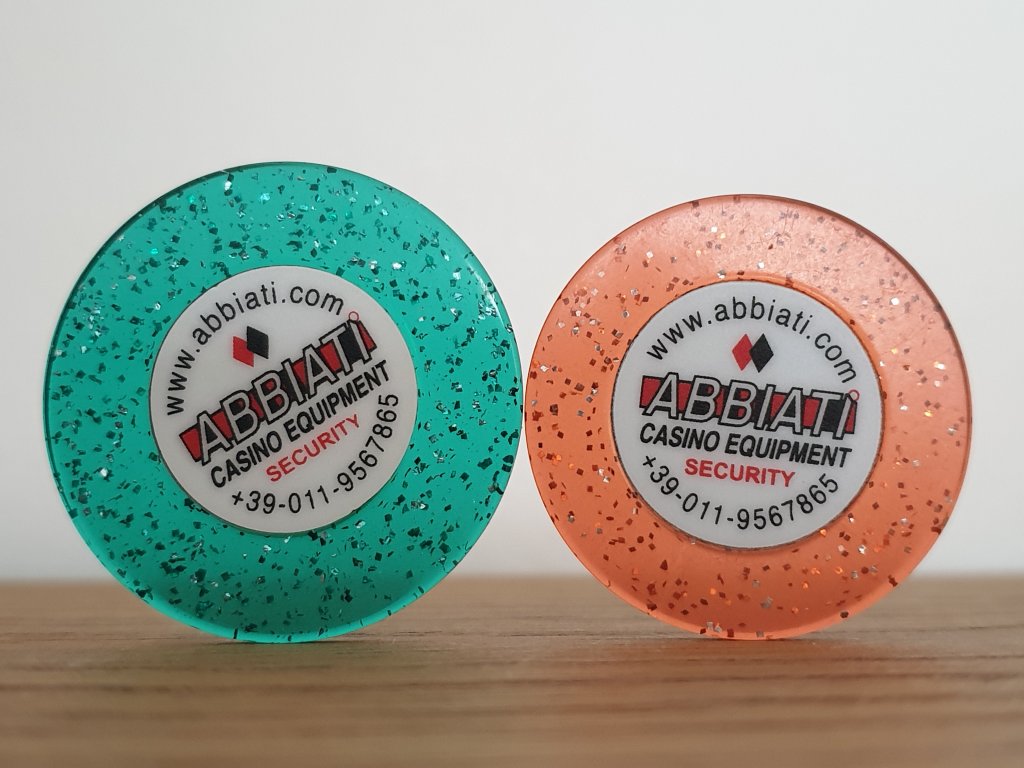 www.abbiati.com
ABBIATI
CASINO EQUIPMENT
SECURITY
+39-011-9567865
www.abbiati.com
ABBIATI
CASINO EQUIPMENT
SECURITY
+39-011-9567865